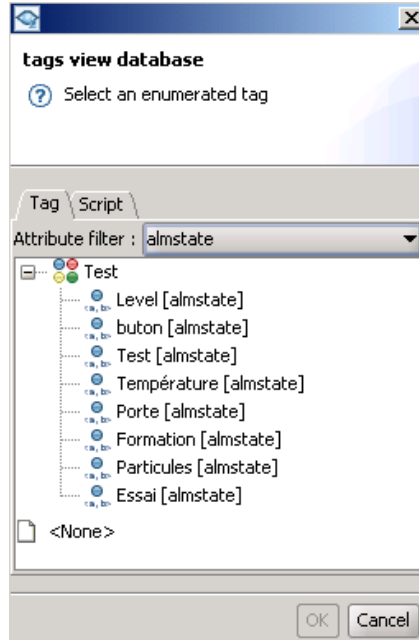 tags view database
Select an enumerated tag
Tag Script
Attribute filter : almstate
Test
Level [almstate]
buton [almstate]
Test [almstate]
Température [almstate]
Porte [almstate]
Formation [almstate]
Particules [almstate]
Essai [almstate]
<None>
OK Cancel